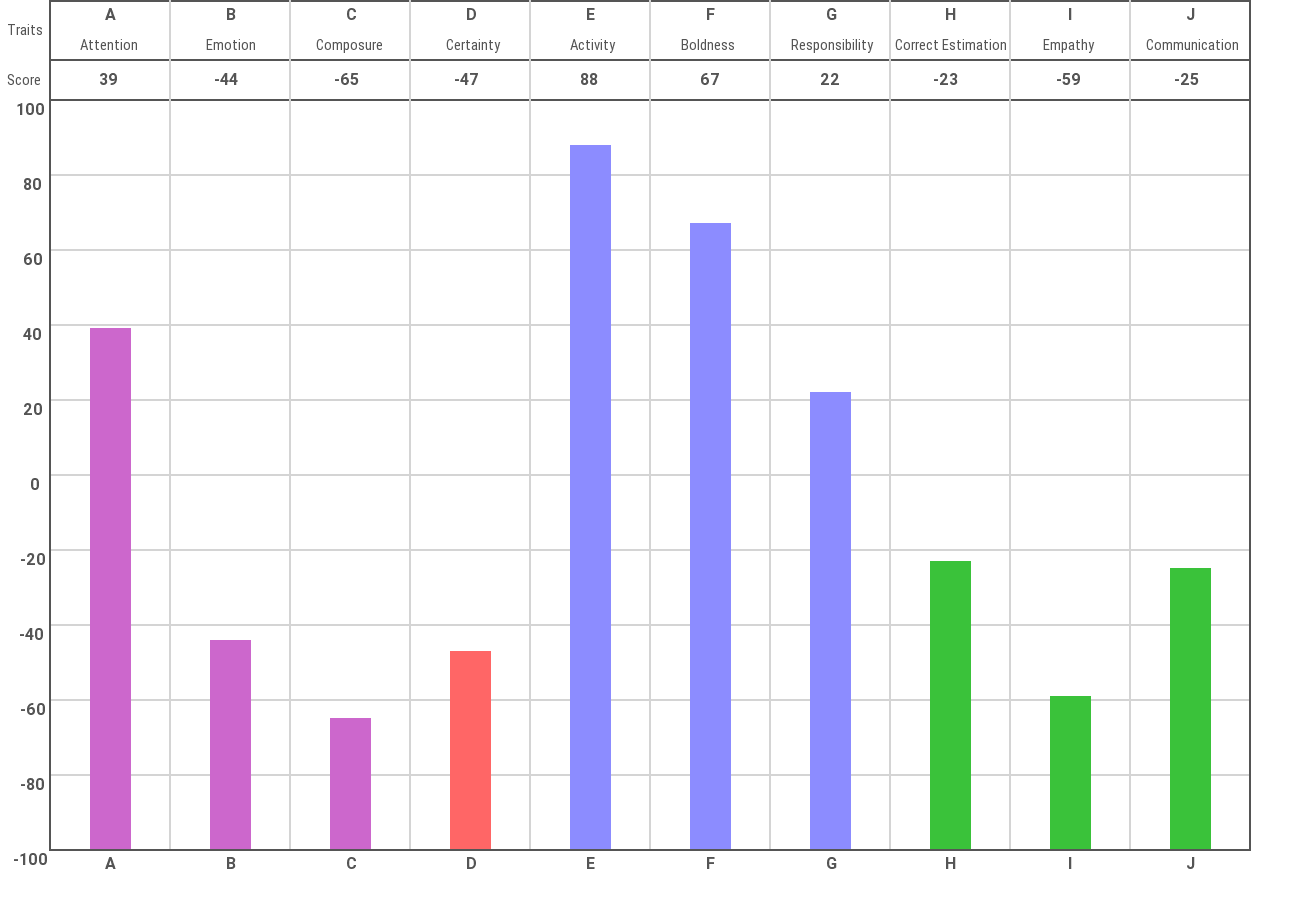 A B C D E F G H I J
Traits
Attention Emotion Composure Certainty Activity Boldness Responsibility Correct Estimation Empathy Communication
Score 39 -44 -65 -47 88 67 22 -23 -59 -25
100
80
60
40
20
0
-20
-40
-60
-80
-100
A B C D E F G H I J